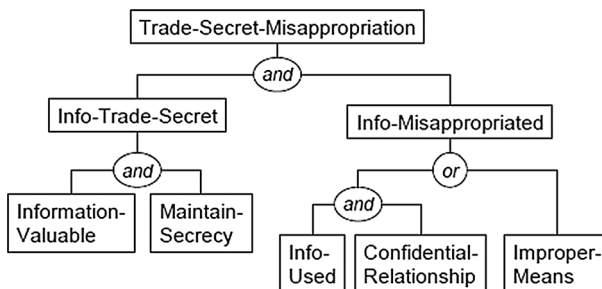 Trade-Secret-Misappropriation
and
Info-Trade-Secret
Info-Misappropriated
and
or
Information-
Valuable
Maintain-
Secrecy
and
Info-
Used
Confidential-
Relationship
Improper-
Means